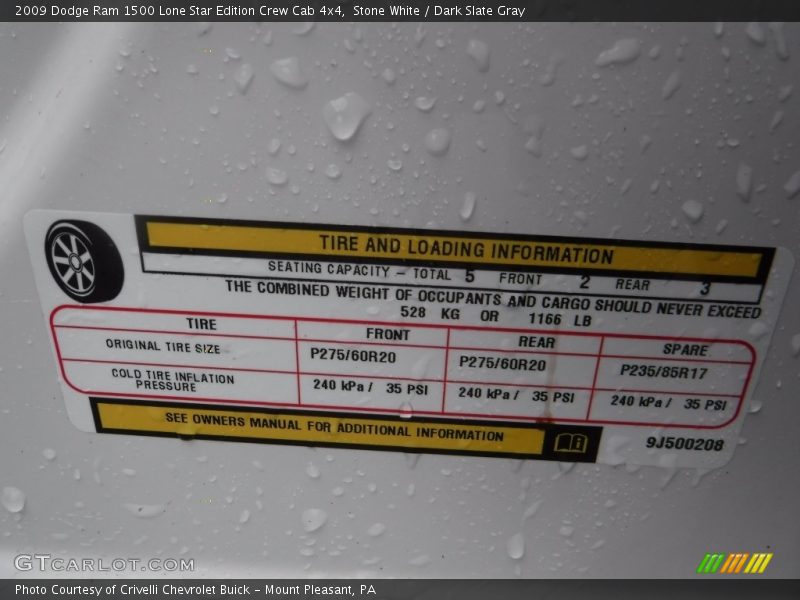 2009 Dodge Ram 1500 Lone Star Edition Crew Cab 4x4,  Stone White / Dark Slate Gray
TIRE AND LOADING INFORMATION
SEATING CAPACITY – TOTAL 5 FRONT 2 REAR 3
THE COMBINED WEIGHT OF OCCUPANTS AND CARGO SHOULD NEVER EXCEED
528 KG OR 1166 LB
TIRE FRONT REAR SPARE
ORIGINAL TIRE SIZE P275/60R20 P275/60R20 P235/85R17
COLD TIRE INFLATION PRESSURE 240 kPa / 35 PSI 240 kPa / 35 PSI 240 kPa / 35 PSI
SEE OWNERS MANUAL FOR ADDITIONAL INFORMATION
9J500208
GTCARLOT.COM
Photo Courtesy of Crivelli Chevrolet Buick – Mount Pleasant, PA